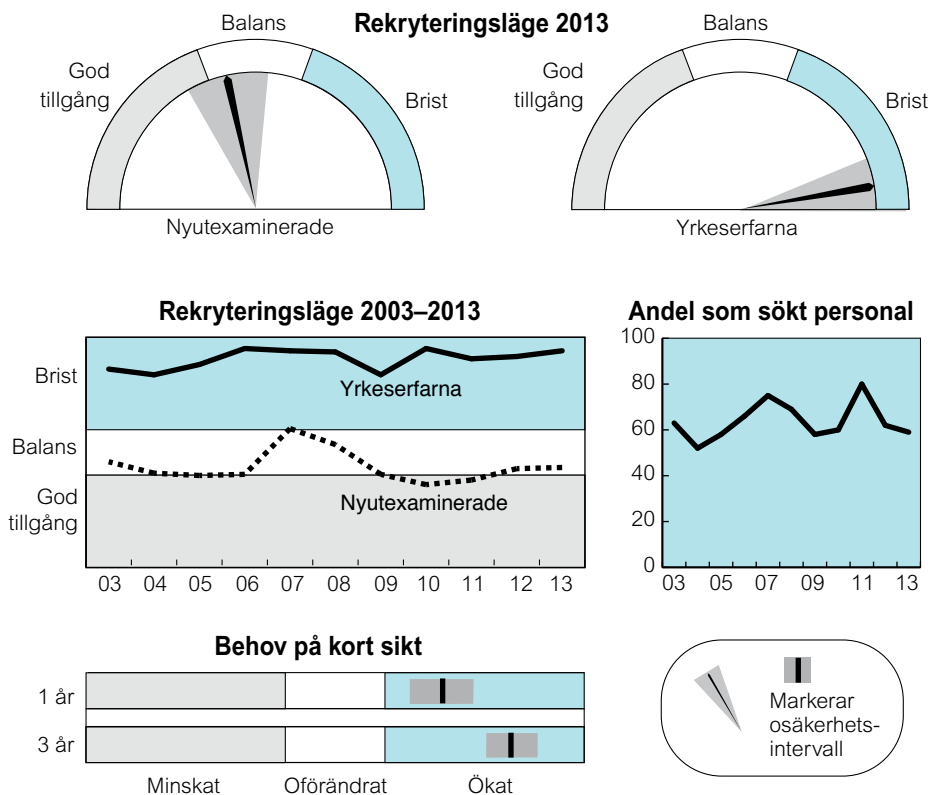 Rekryteringsläge 2013
Balans
God
tillgång
Brist
Nyutexaminerade
Balans
God
tillgång
Brist
Yrkeserfarna
Rekryteringsläge 2003–2013
Brist
Balans
God
tillgång
Yrkeserfarna
Nyutexaminerade
03 04 05 06 07 08 09 10 11 12 13
Andel som sökt personal
100
80
60
40
20
0
03 05 07 09 11 13
Behov på kort sikt
1 år
3 år
Minskat Oförändrat Ökat
Markerar
osäkerhets-
intervall